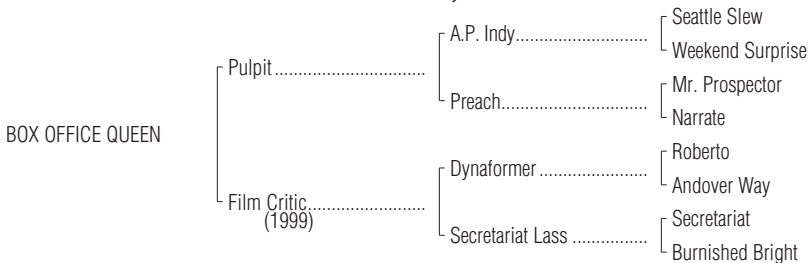 Seattle Slew
A.P. Indy..............................
Weekend Surprise
Pulpit ..................................
Mr. Prospector
Preach.................................
Narrate
BOX OFFICE QUEEN
Roberto
Dynaformer ........................
Andover Way
Film Critic...........................
(1999)
Secretariat
Secretariat Lass .................
Burnished Bright